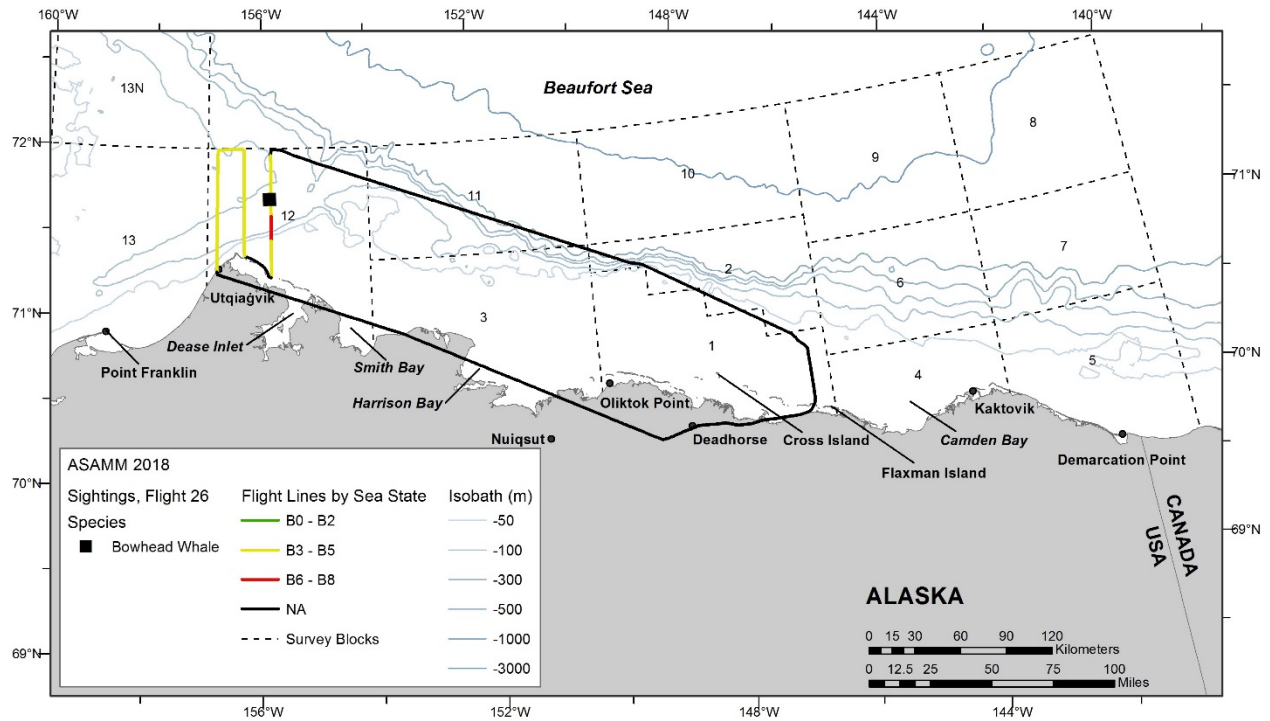 160°W
156°W
152°W
148°W
144°W
140°W
13N
Beaufort Sea
8
72°N
9
71°N
10
11
12
13
7
2
6
Utqiaġvik
71°N
3
70°N
Dease Inlet
1
5
Smith Bay
4
Point Franklin
Harrison Bay
Oliktok Point
Kaktovik
Nuiqsut
Deadhorse
Cross Island
Camden Bay
Flaxman Island
Demarcation Point
70°N
69°N
CANADA
USA
ASAMM 2018
Sightings, Flight 26
Species
Bowhead Whale
Flight Lines by Sea State
B0 - B2
B3 - B5
B6 - B8
NA
Survey Blocks
Isobath (m)
-50
-100
-300
-500
-1000
-3000
69°N
ALASKA
0 15 30 60 90 120
Kilometers
0 12.5 25 50 75 100
Miles
156°W
152°W
148°W
144°W